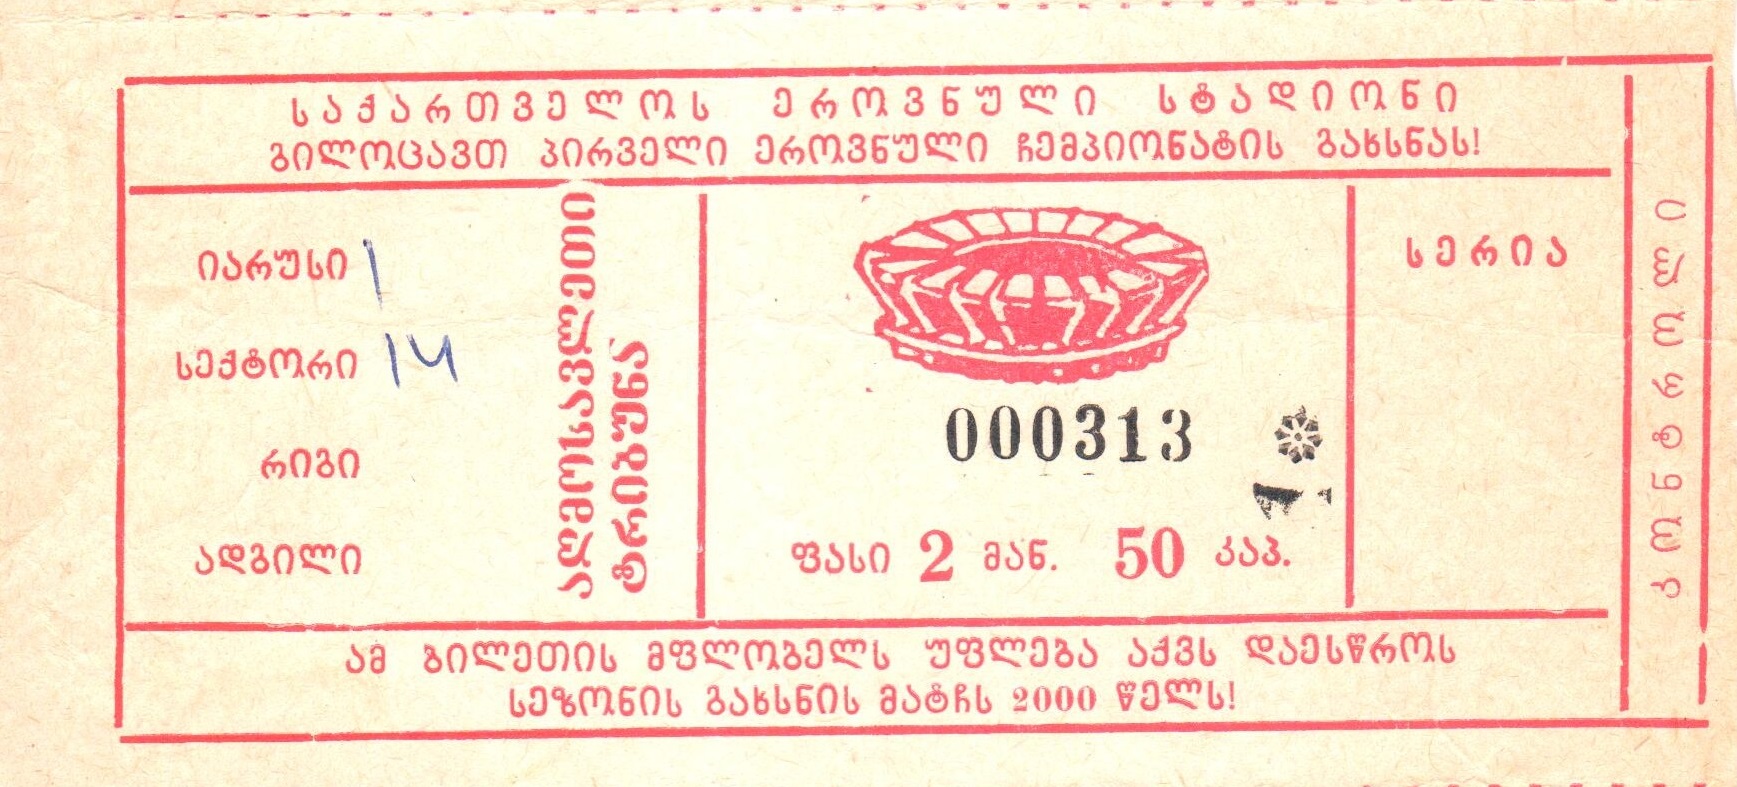 საქართველოს ეროვნული სტადიონი
გილოცავთ პირველი ეროვნული ჩემპიონატის გახსნას!
იარუსი 1
სექტორი 14
რიგი
ადგილი
აღმოსავლეთი
ტრიბუნა
000313
ფასი 2 მან. 50 კაპ.
სერია
კონტროლი
ამ ბილეთის მფლობელს უფლება აქვს დაესწროს
სეზონის გახსნის მატჩს 2000 წელს!